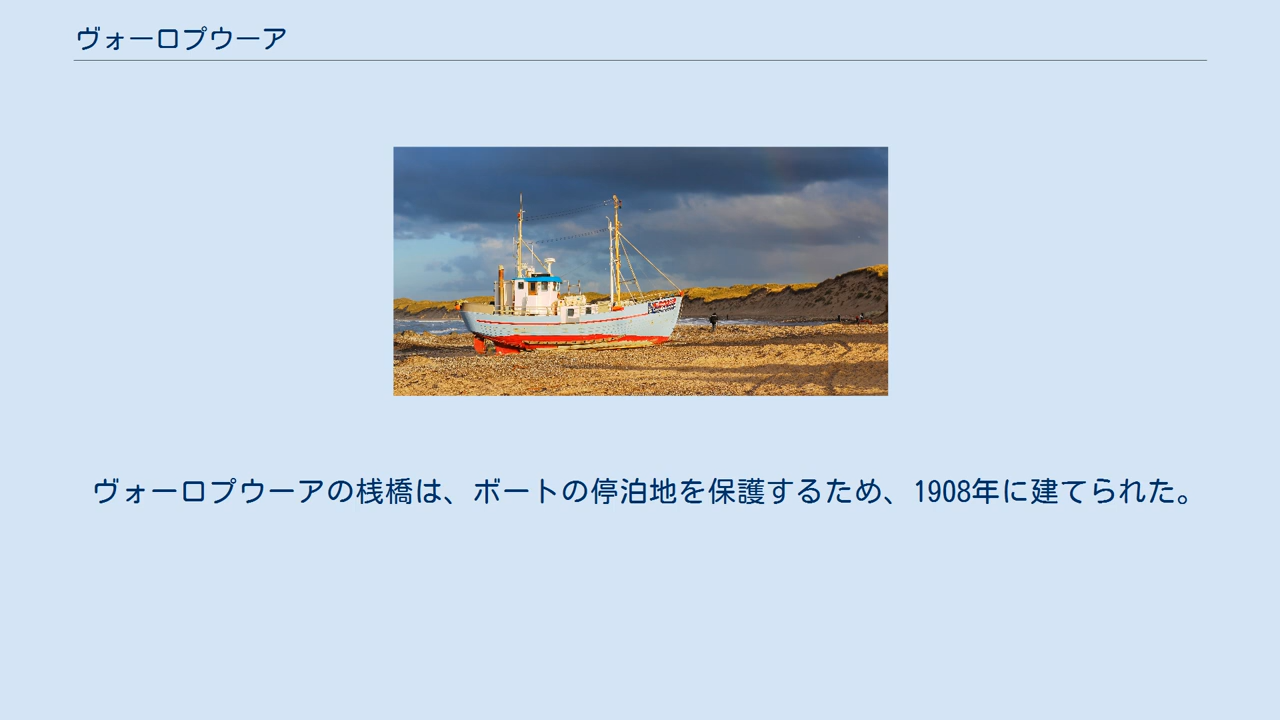 ヴォーロプウーア
ヴォーロプウーアの桟橋は、ボートの停泊地を保護するため、1908年に建てられた。